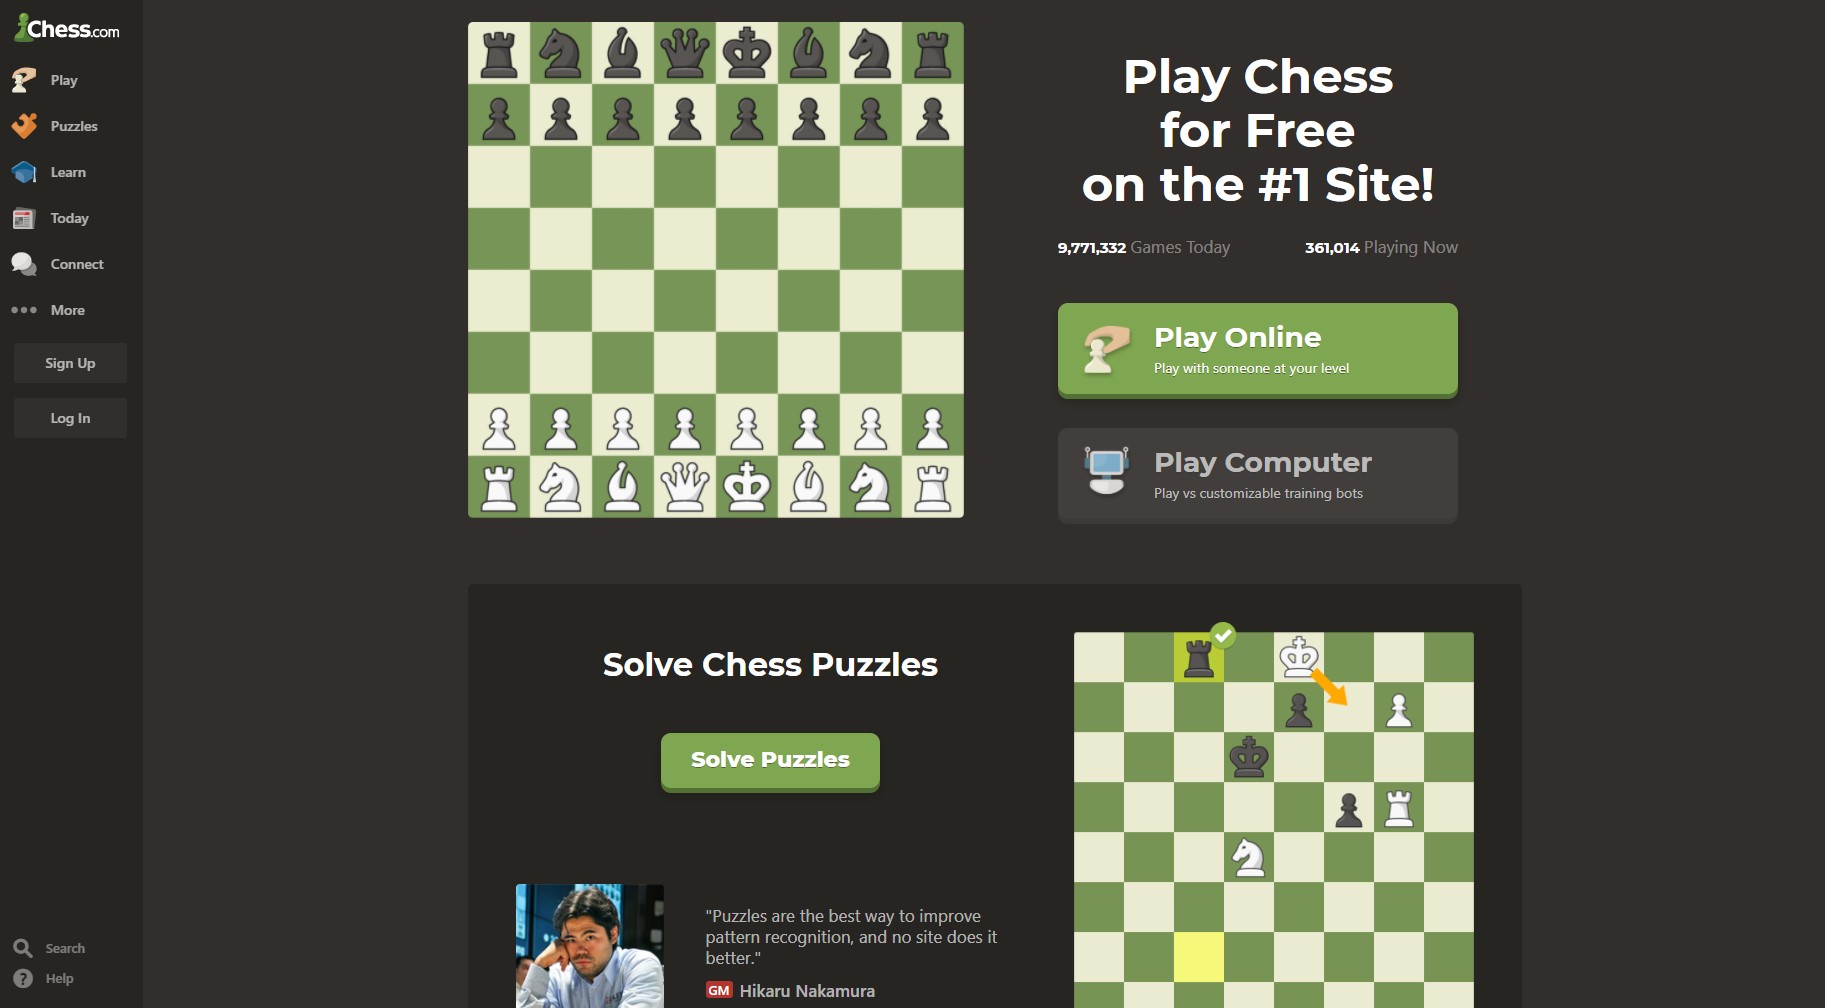 Chess.com
Play
Puzzles
Learn
Today
Connect
More
Sign Up
Log In
Search
Help
Play Chess
for Free
on the #1 Site!
9,771,332 Games Today
361,014 Playing Now
Play Online
Play with someone at your level
Play Computer
Play vs customizable training bots
Solve Chess Puzzles
Solve Puzzles
"Puzzles are the best way to improve
pattern recognition, and no site does it
better."
GM Hikaru Nakamura